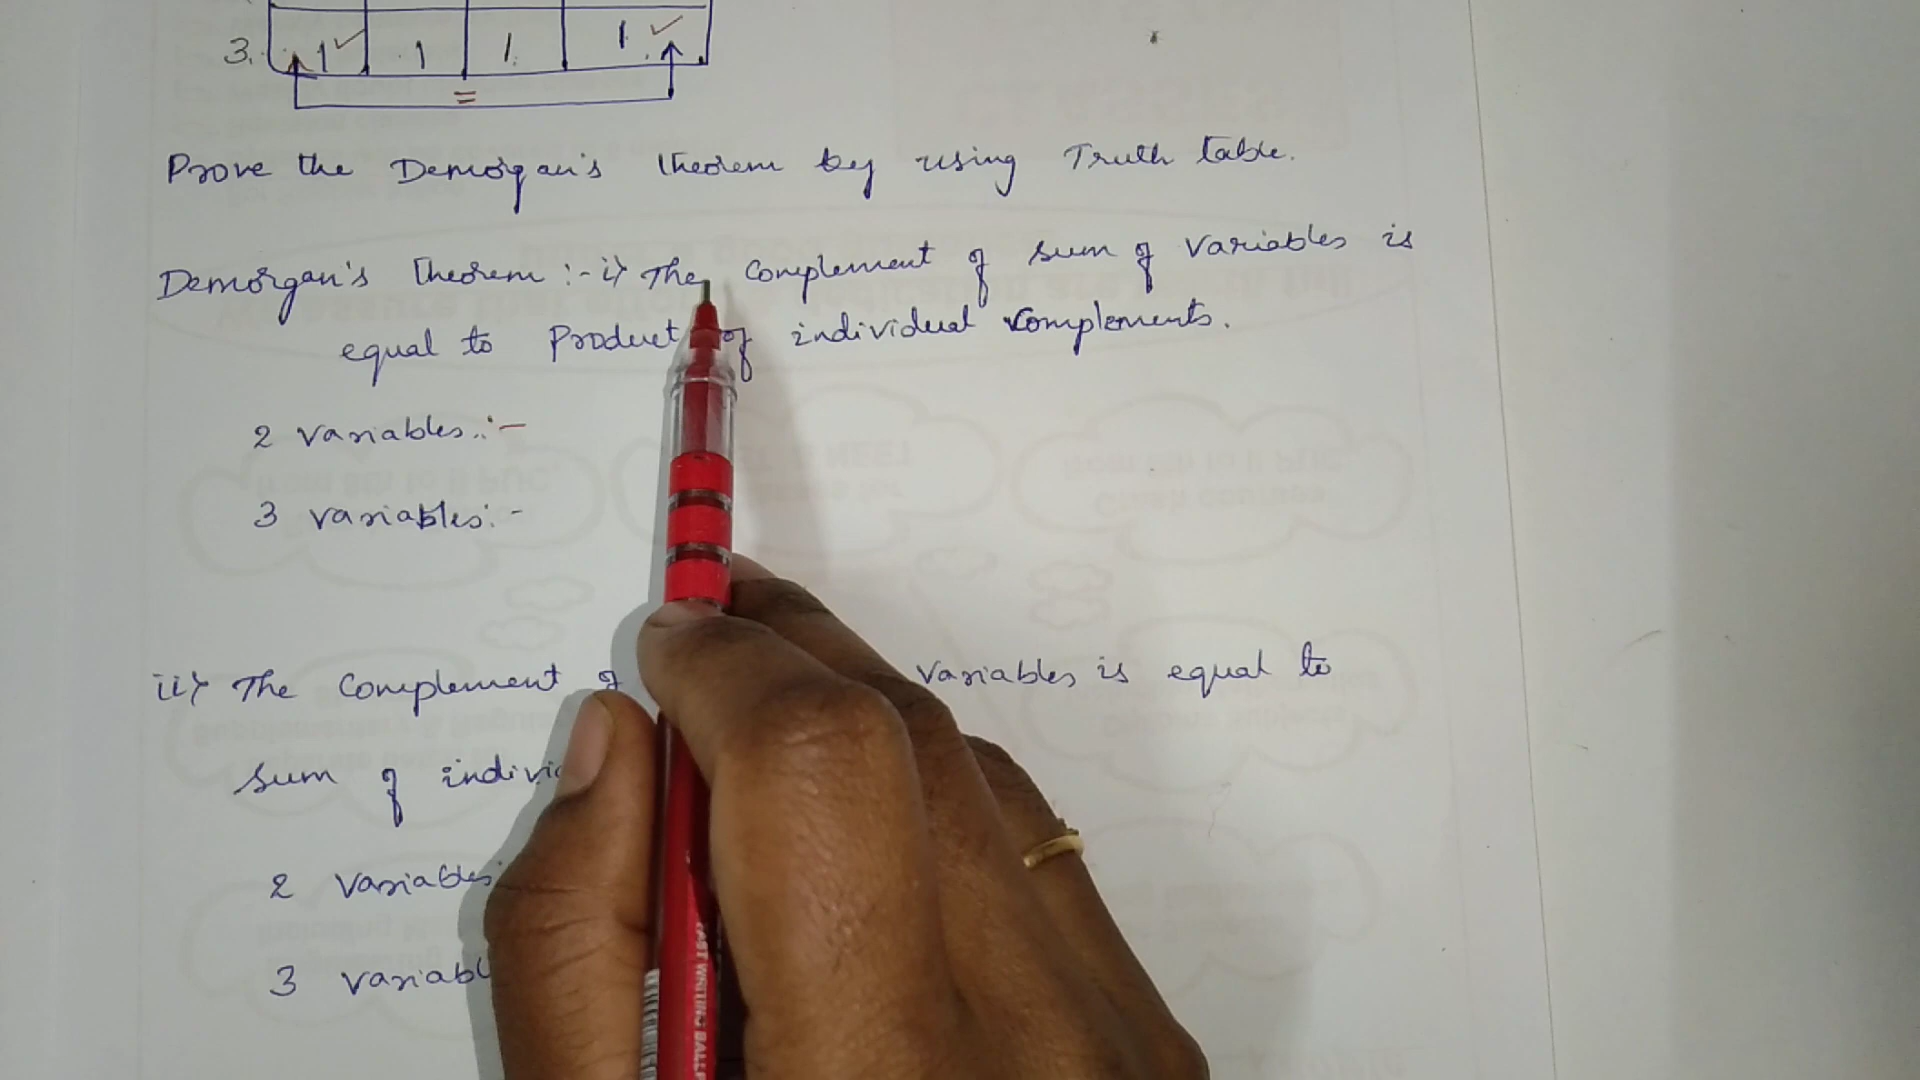 3. 1 1 1 1
=
Prove the Demorgan's theorem by using Truth table.
Demorgan's Theorem :- i) The Complement of sum of variables is
equal to Product of individual complements.
2 variables :-
3 variables :-
ii) The Complement of variables is equal to
sum of
2 variables
3